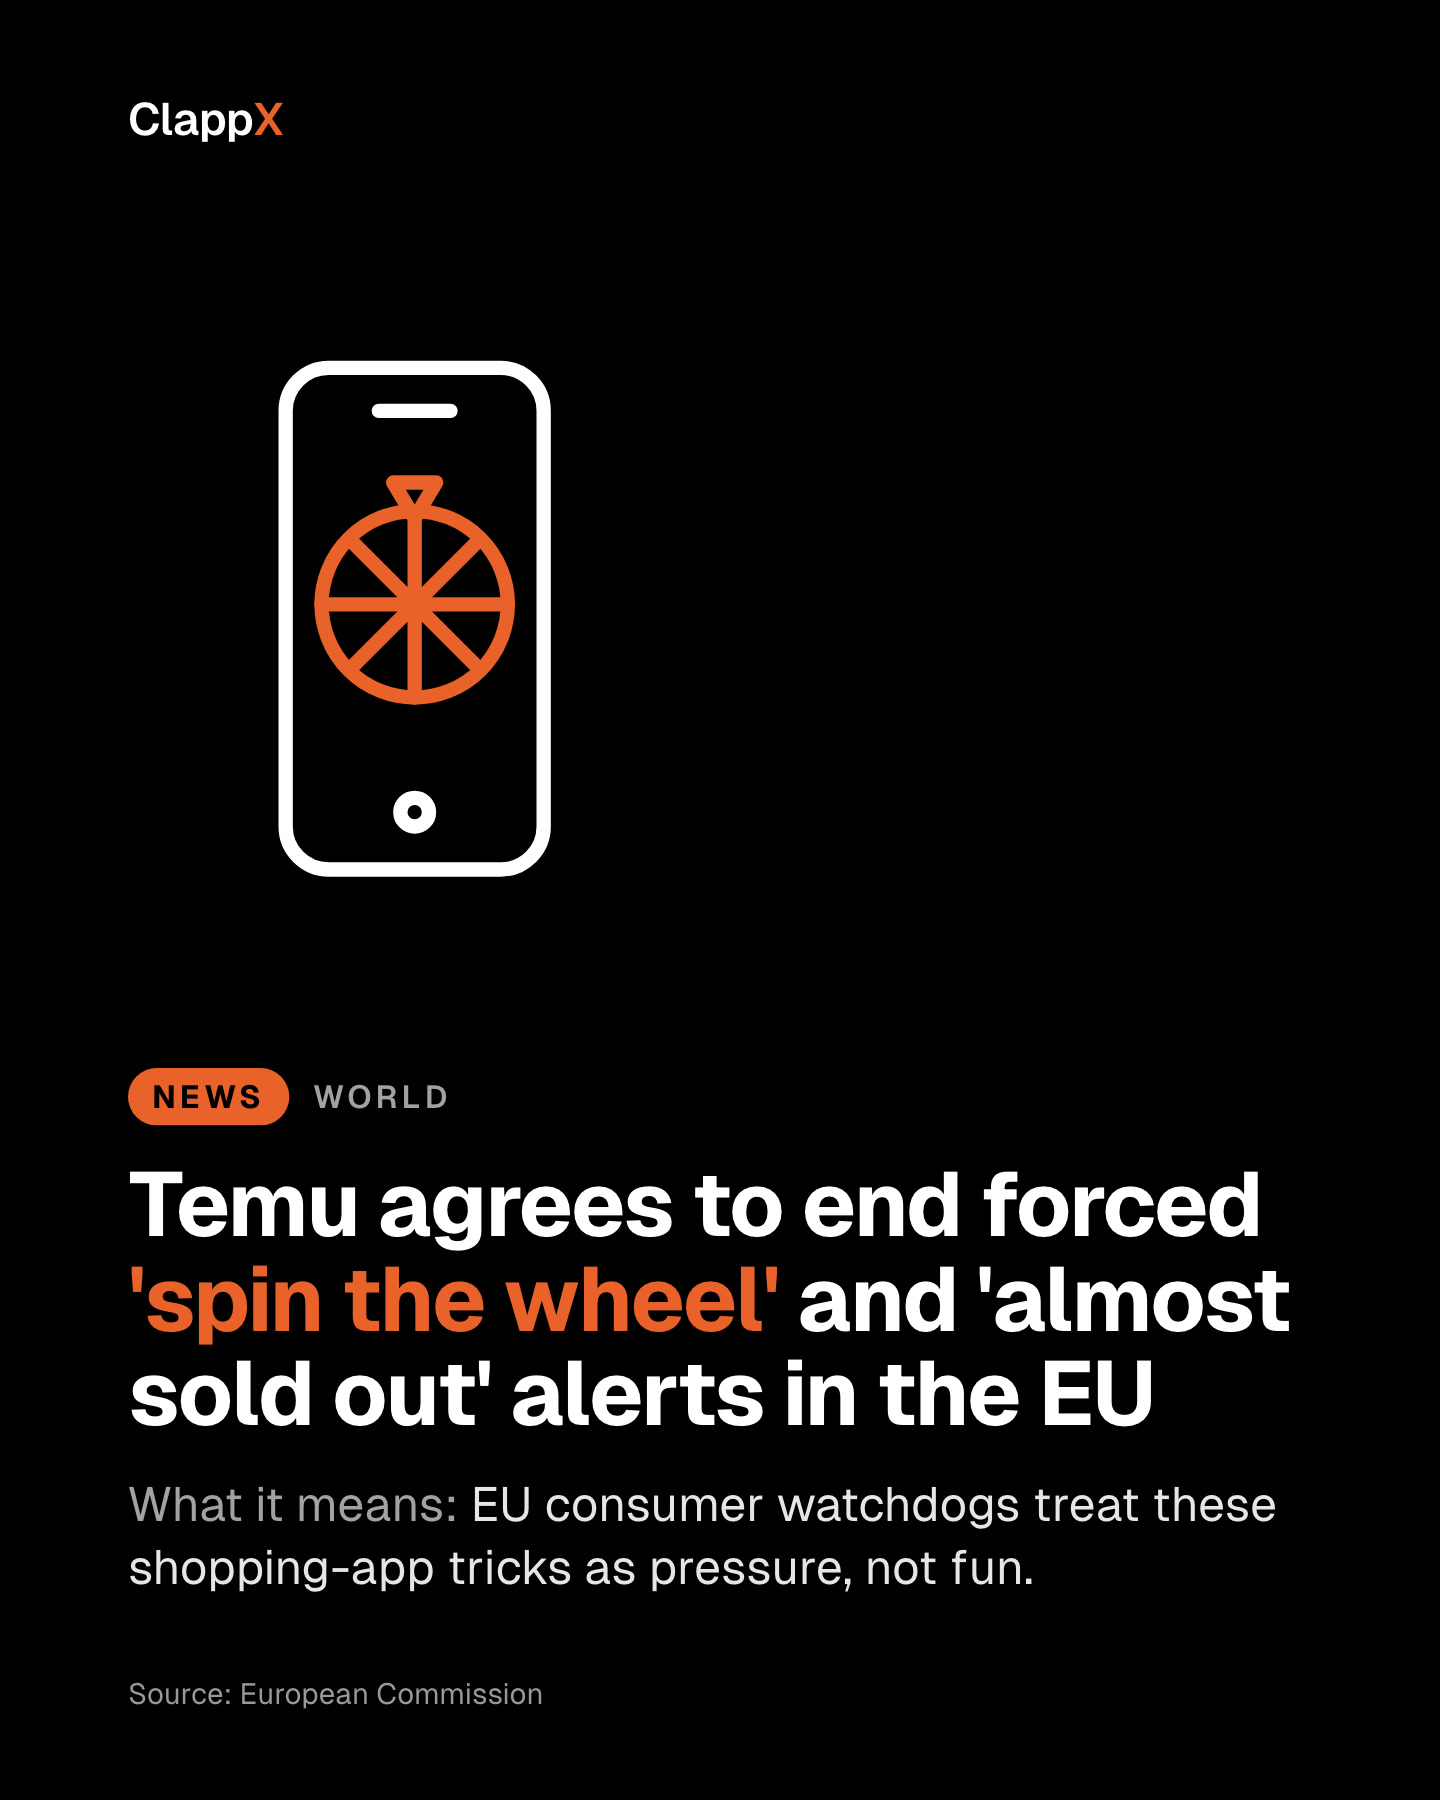 ClappX
NEWS WORLD
Temu agrees to end forced
'spin the wheel' and 'almost
sold out' alerts in the EU
What it means: EU consumer watchdogs treat these
shopping-app tricks as pressure, not fun.
Source: European Commission